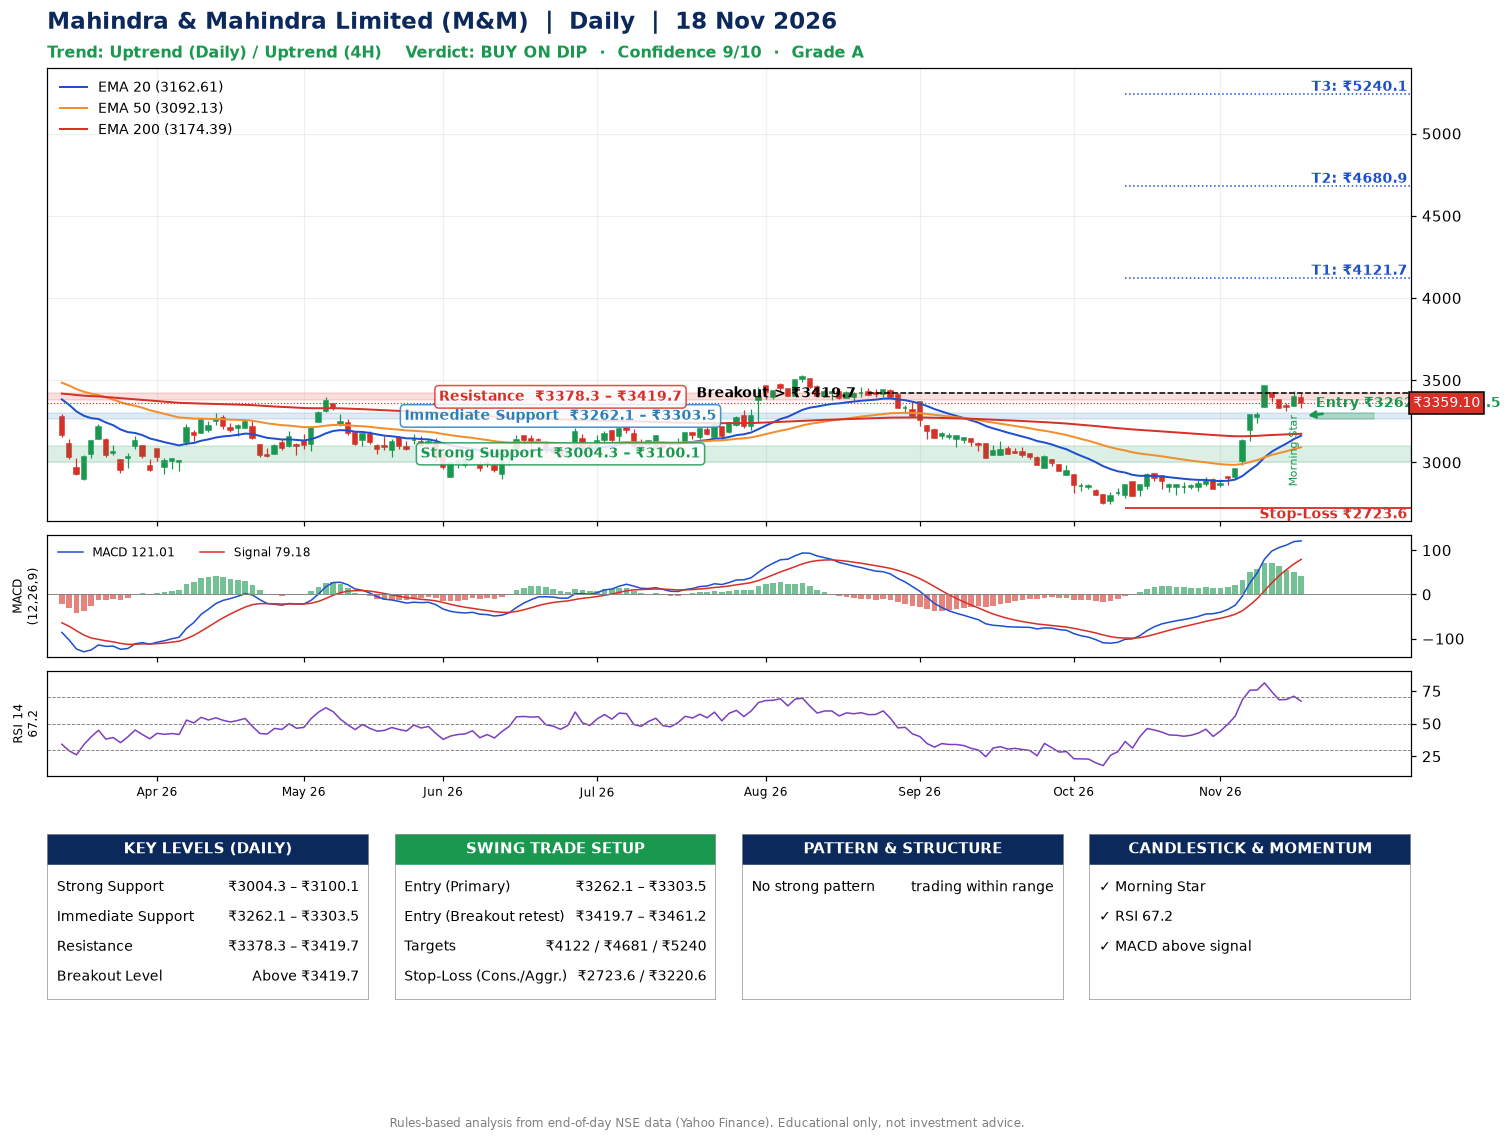 Mahindra & Mahindra Limited (M&M) | Daily | 18 Nov 2026
Trend: Uptrend (Daily) / Uptrend (4H) Verdict: BUY ON DIP · Confidence 9/10 · Grade A
EMA 20 (3162.61)
EMA 50 (3092.13)
EMA 200 (3174.39)
T3: ₹5240.1
T2: ₹4680.9
T1: ₹4121.7
5000
4500
4000
3500
3000
Resistance ₹3378.3 – ₹3419.7
Breakout > ₹3419.7
Immediate Support ₹3262.1 – ₹3303.5
Strong Support ₹3004.3 – ₹3100.1
Entry ₹3262
.5
₹3359.10
Morning Star
Stop-Loss ₹2723.6
MACD 121.01
Signal 79.18
MACD
(12,26,9)
100
0
−100
RSI 14
67.2
75
50
25
Apr 26
May 26
Jun 26
Jul 26
Aug 26
Sep 26
Oct 26
Nov 26
KEY LEVELS (DAILY)
Strong Support ₹3004.3 – ₹3100.1
Immediate Support ₹3262.1 – ₹3303.5
Resistance ₹3378.3 – ₹3419.7
Breakout Level Above ₹3419.7
SWING TRADE SETUP
Entry (Primary) ₹3262.1 – ₹3303.5
Entry (Breakout retest) ₹3419.7 – ₹3461.2
Targets ₹4122 / ₹4681 / ₹5240
Stop-Loss (Cons./Aggr.) ₹2723.6 / ₹3220.6
PATTERN & STRUCTURE
No strong pattern trading within range
CANDLESTICK & MOMENTUM
✓ Morning Star
✓ RSI 67.2
✓ MACD above signal
Rules-based analysis from end-of-day NSE data (Yahoo Finance). Educational only, not investment advice.